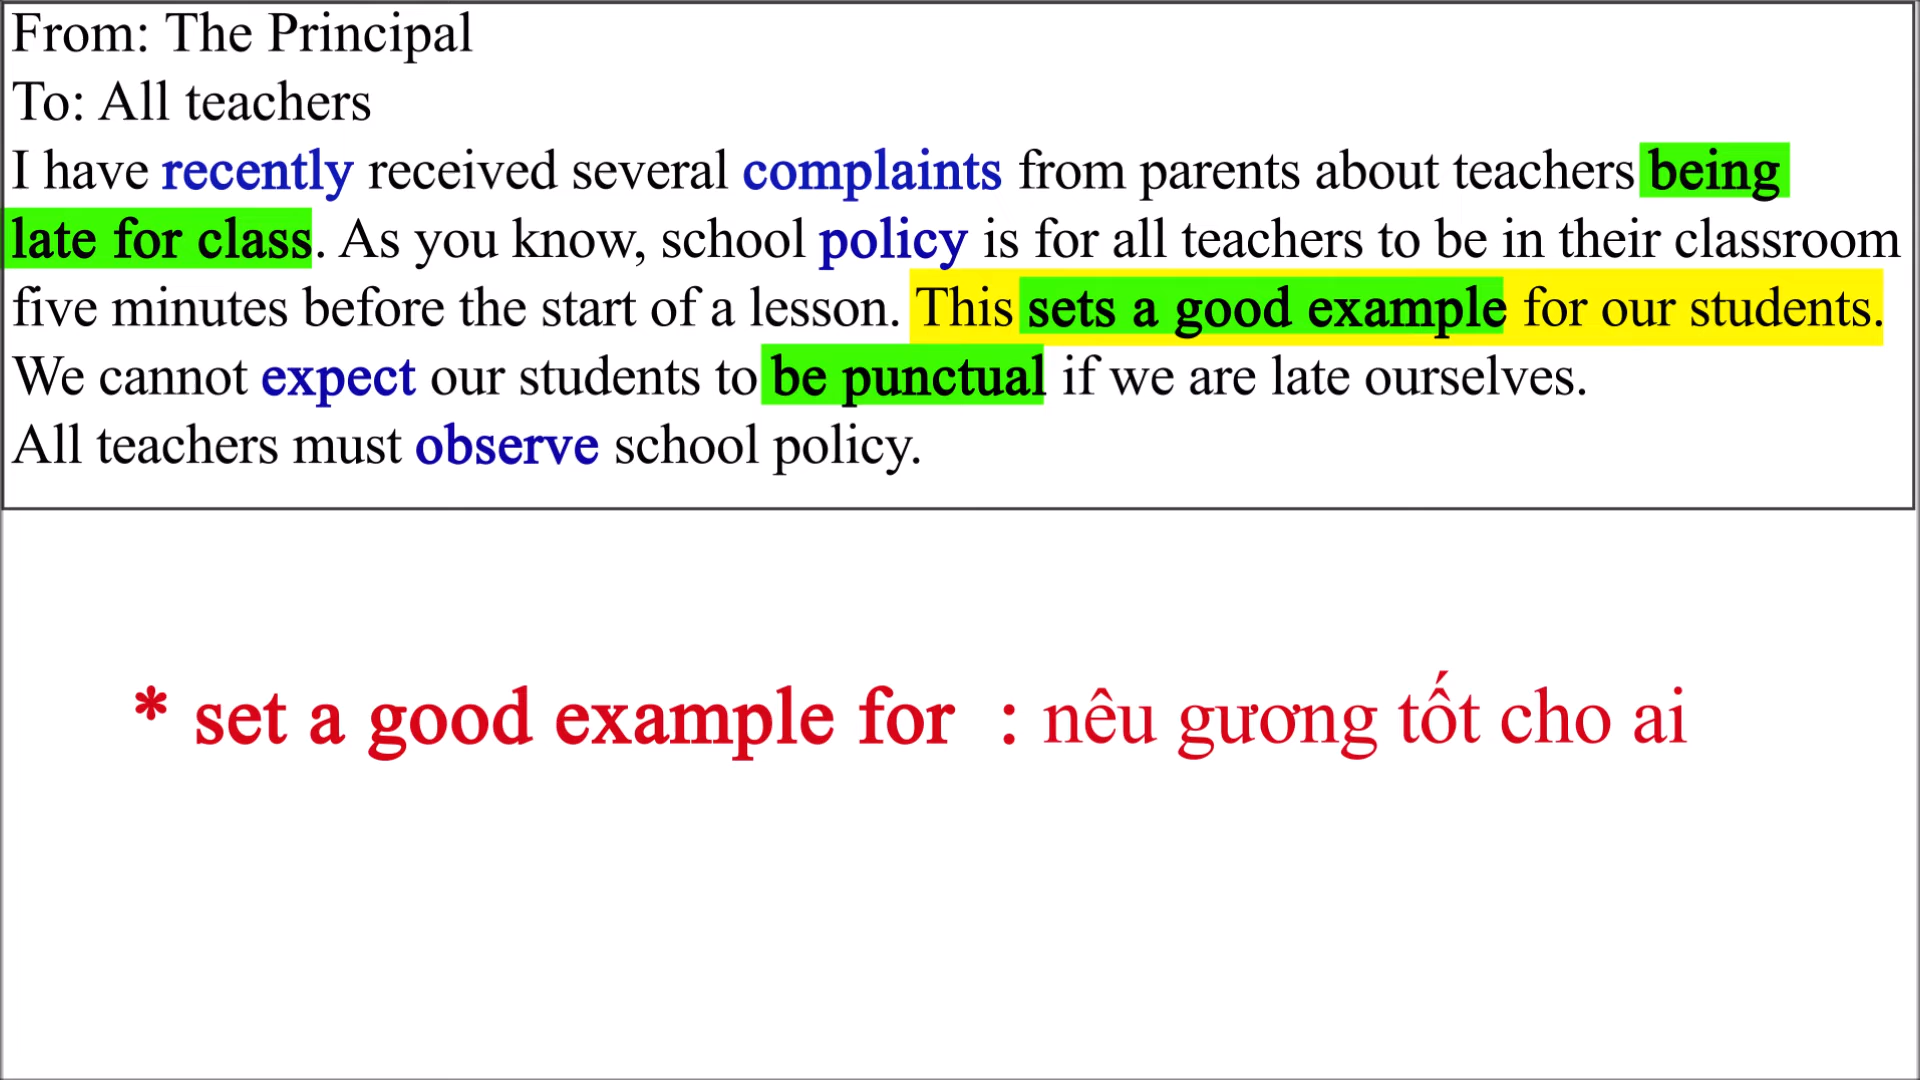 From: The Principal
To: All teachers
I have recently received several complaints from parents about teachers being
late for class. As you know, school policy is for all teachers to be in their classroom
five minutes before the start of a lesson. This sets a good example for our students.
We cannot expect our students to be punctual if we are late ourselves.
All teachers must observe school policy.
* set a good example for : nêu gương tốt cho ai